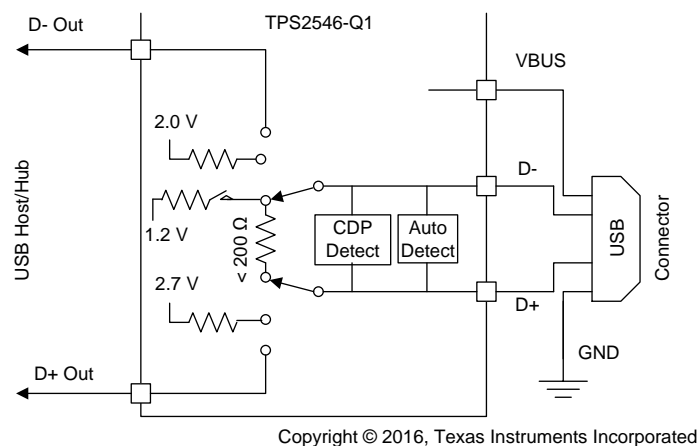 TPS2546-Q1
D- Out
VBUS
2.0 V
D-
1.2 V
< 200 Ω
CDP
Detect
Auto
Detect
USB
Connector
USB Host/Hub
2.7 V
D+
GND
D+ Out
Copyright © 2016, Texas Instruments Incorporated